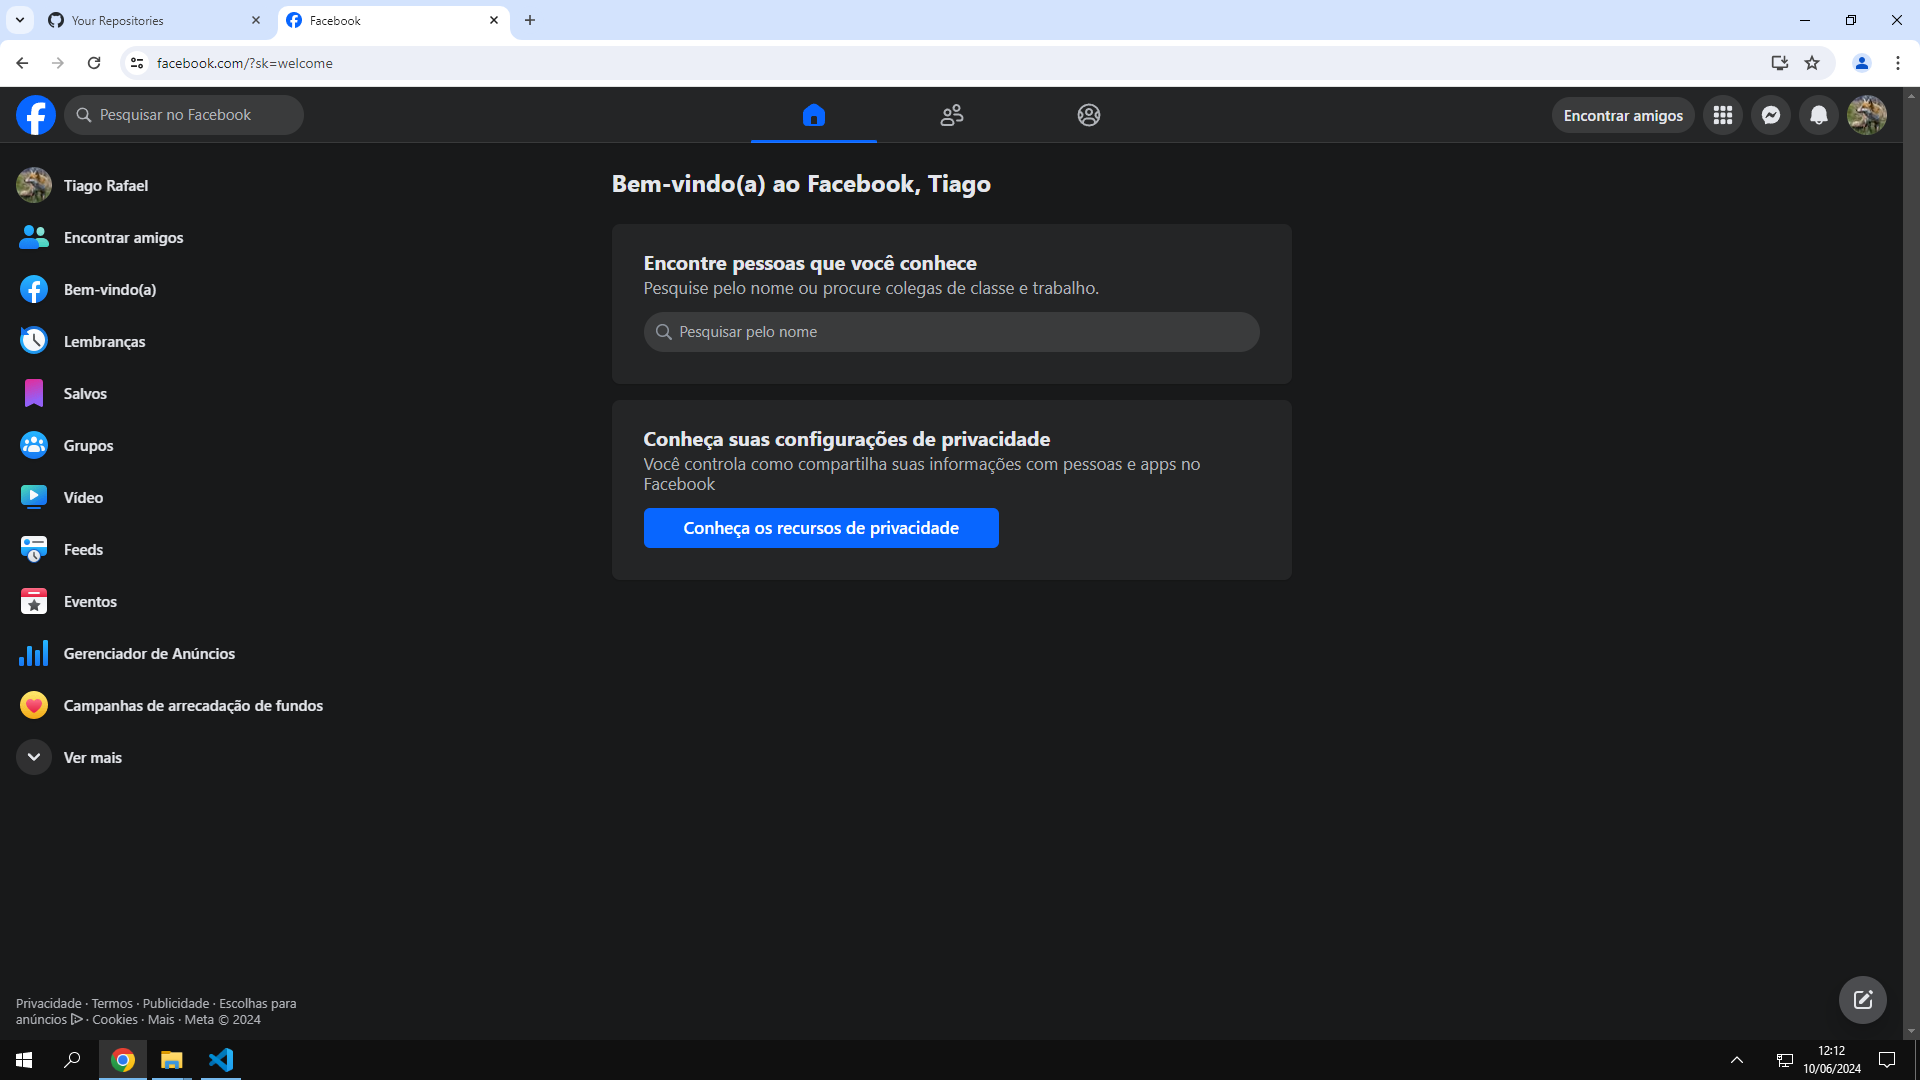 Your Repositories
Facebook
facebook.com/?sk=welcome
Pesquisar no Facebook
Encontrar amigos
Tiago Rafael
Encontrar amigos
Bem-vindo(a)
Lembranças
Salvos
Grupos
Vídeo
Feeds
Eventos
Gerenciador de Anúncios
Campanhas de arrecadação de fundos
Ver mais
Bem-vindo(a) ao Facebook, Tiago
Encontre pessoas que você conhece
Pesquise pelo nome ou procure colegas de classe e trabalho.
Pesquisar pelo nome
Conheça suas configurações de privacidade
Você controla como compartilha suas informações com pessoas e apps no
Facebook
Conheça os recursos de privacidade
Privacidade · Termos · Publicidade · Escolhas para
anúncios · Cookies · Mais · Meta © 2024
12:12
10/06/2024